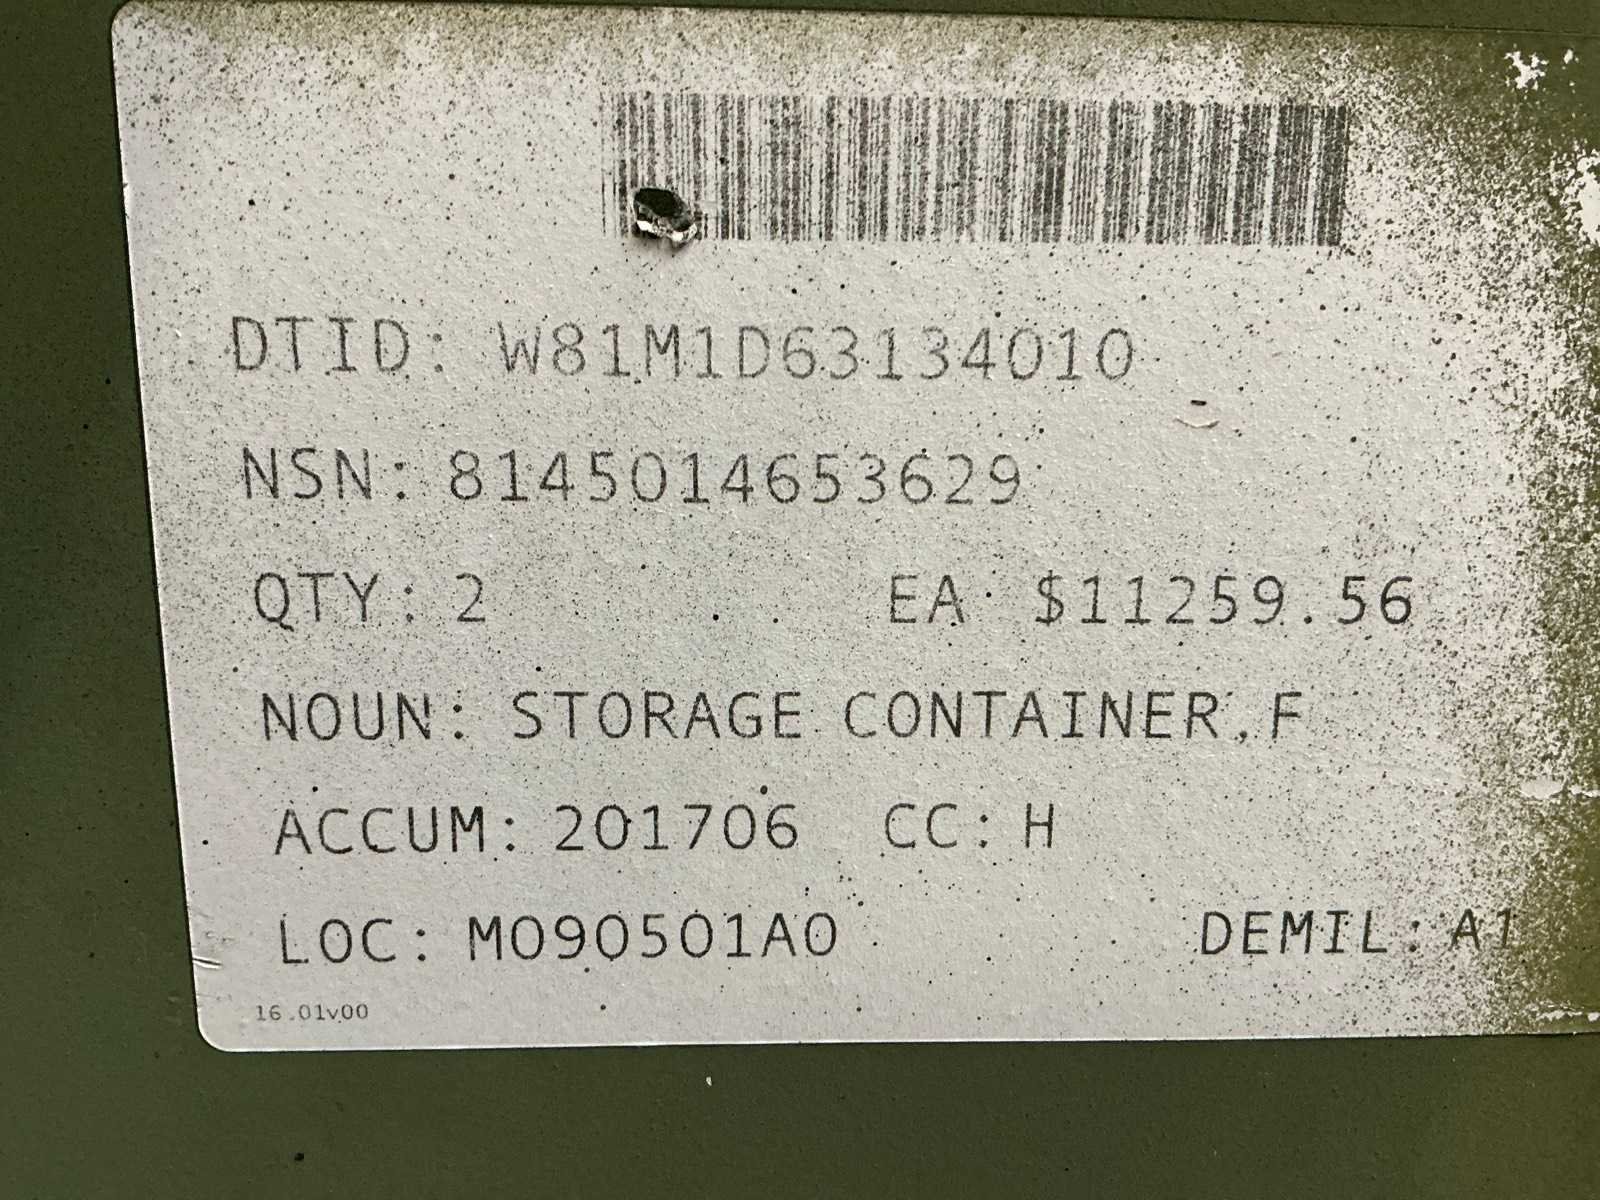 DTID: W81M1D63134010
NSN: 8145014653629
QTY: 2 EA $11259.56
NOUN: STORAGE CONTAINER,F
ACCUM: 201706 CC: H
LOC: M090501A0 DEMIL: A1
16.01v00